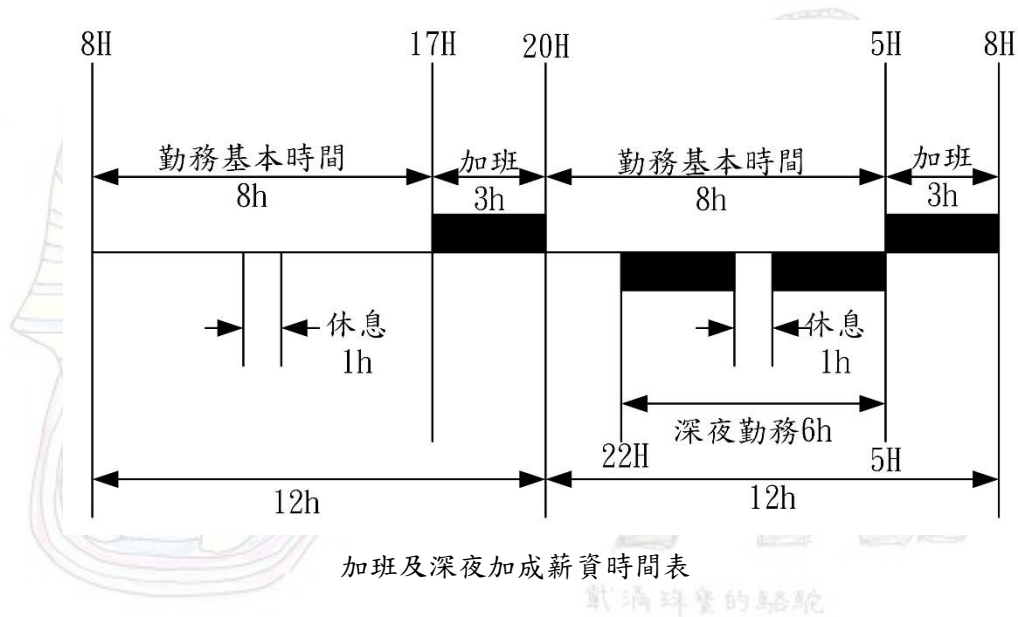 8H 17H 20H 5H 8H
勤務基本時間 加班 勤務基本時間 加班
8h 3h 8h 3h
休息 休息
1h 1h
深夜勤務6h
22H 5H
12h 12h
加班及深夜加成薪資時間表
戴滿珠寶的駱駝